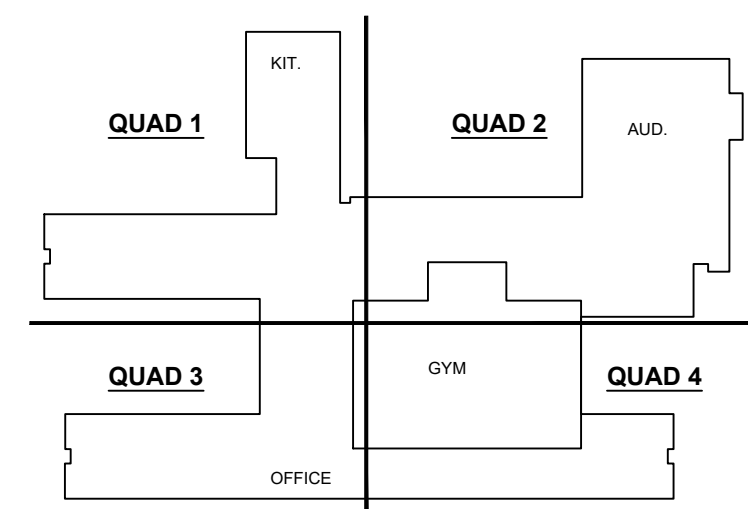 KIT.
QUAD 1
QUAD 2
AUD.
QUAD 3
GYM
QUAD 4
OFFICE